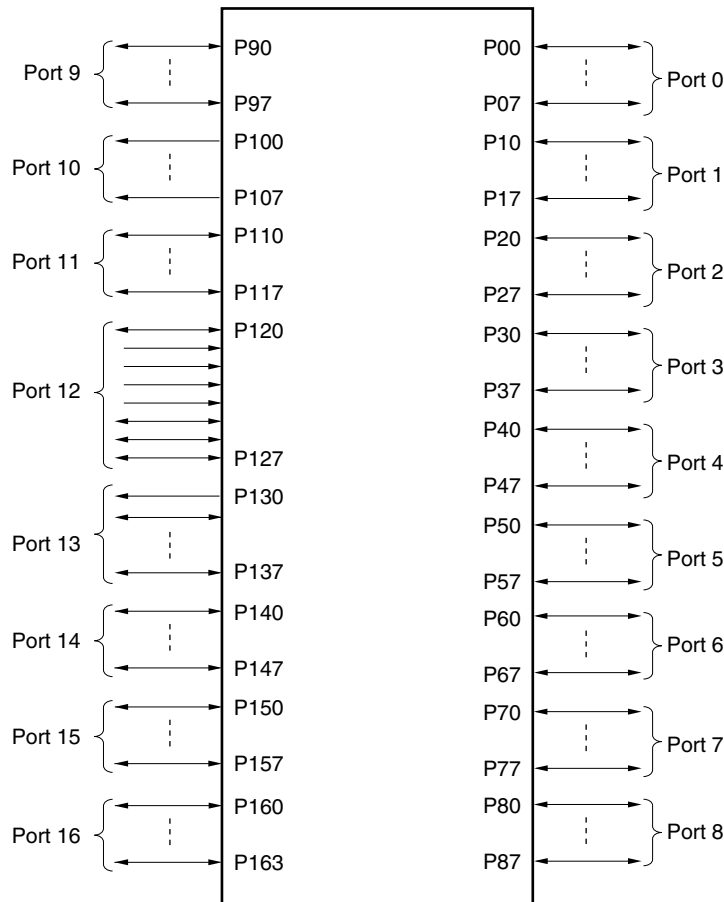 Port 9
P90
P97
Port 10
P100
P107
Port 11
P110
P117
Port 12
P120
P127
Port 13
P130
P137
Port 14
P140
P147
Port 15
P150
P157
Port 16
P160
P163
P00
P07
Port 0
P10
P17
Port 1
P20
P27
Port 2
P30
P37
Port 3
P40
P47
Port 4
P50
P57
Port 5
P60
P67
Port 6
P70
P77
Port 7
P80
P87
Port 8